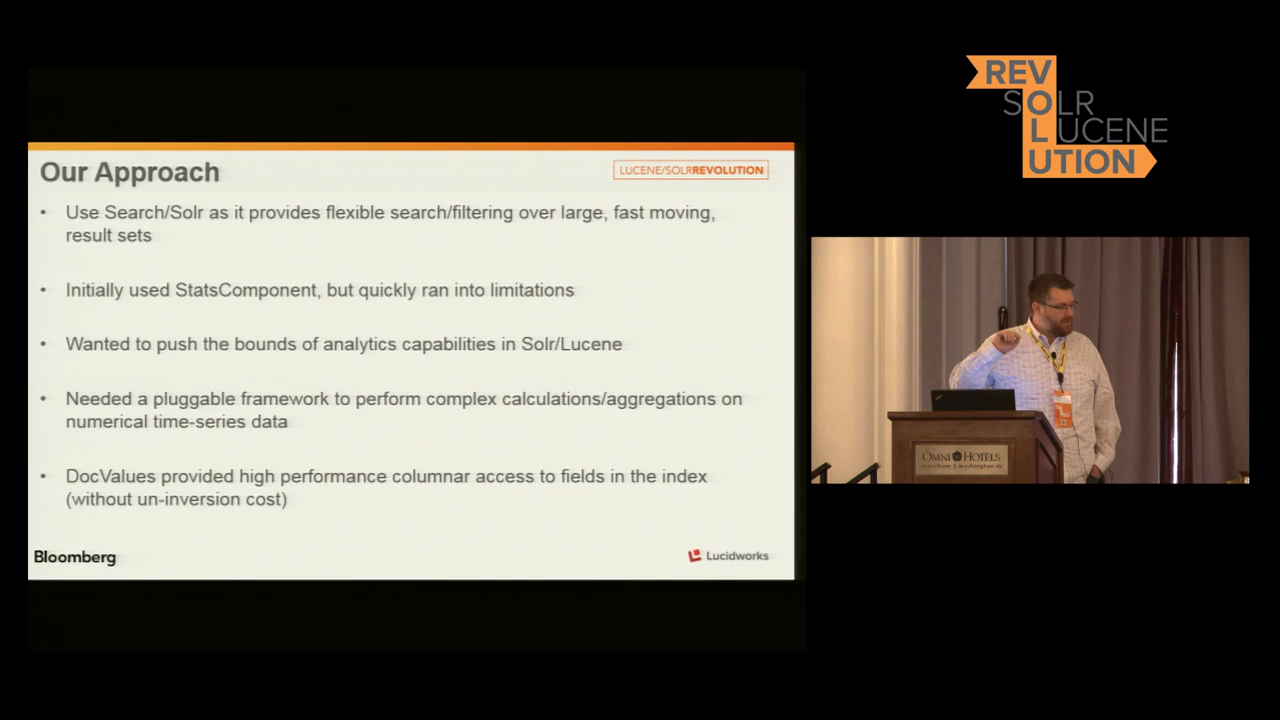 REV
SOLR
LUCENE
UTION
Our Approach
LUCENE/SOLRREVOLUTION
• Use Search/Solr as it provides flexible search/filtering over large, fast moving,
result sets
• Initially used StatsComponent, but quickly ran into limitations
• Wanted to push the bounds of analytics capabilities in Solr/Lucene
• Needed a pluggable framework to perform complex calculations/aggregations on
numerical time-series data
• DocValues provided high performance columnar access to fields in the index
(without un-inversion cost)
Bloomberg
Lucidworks
OMNI HOTELS